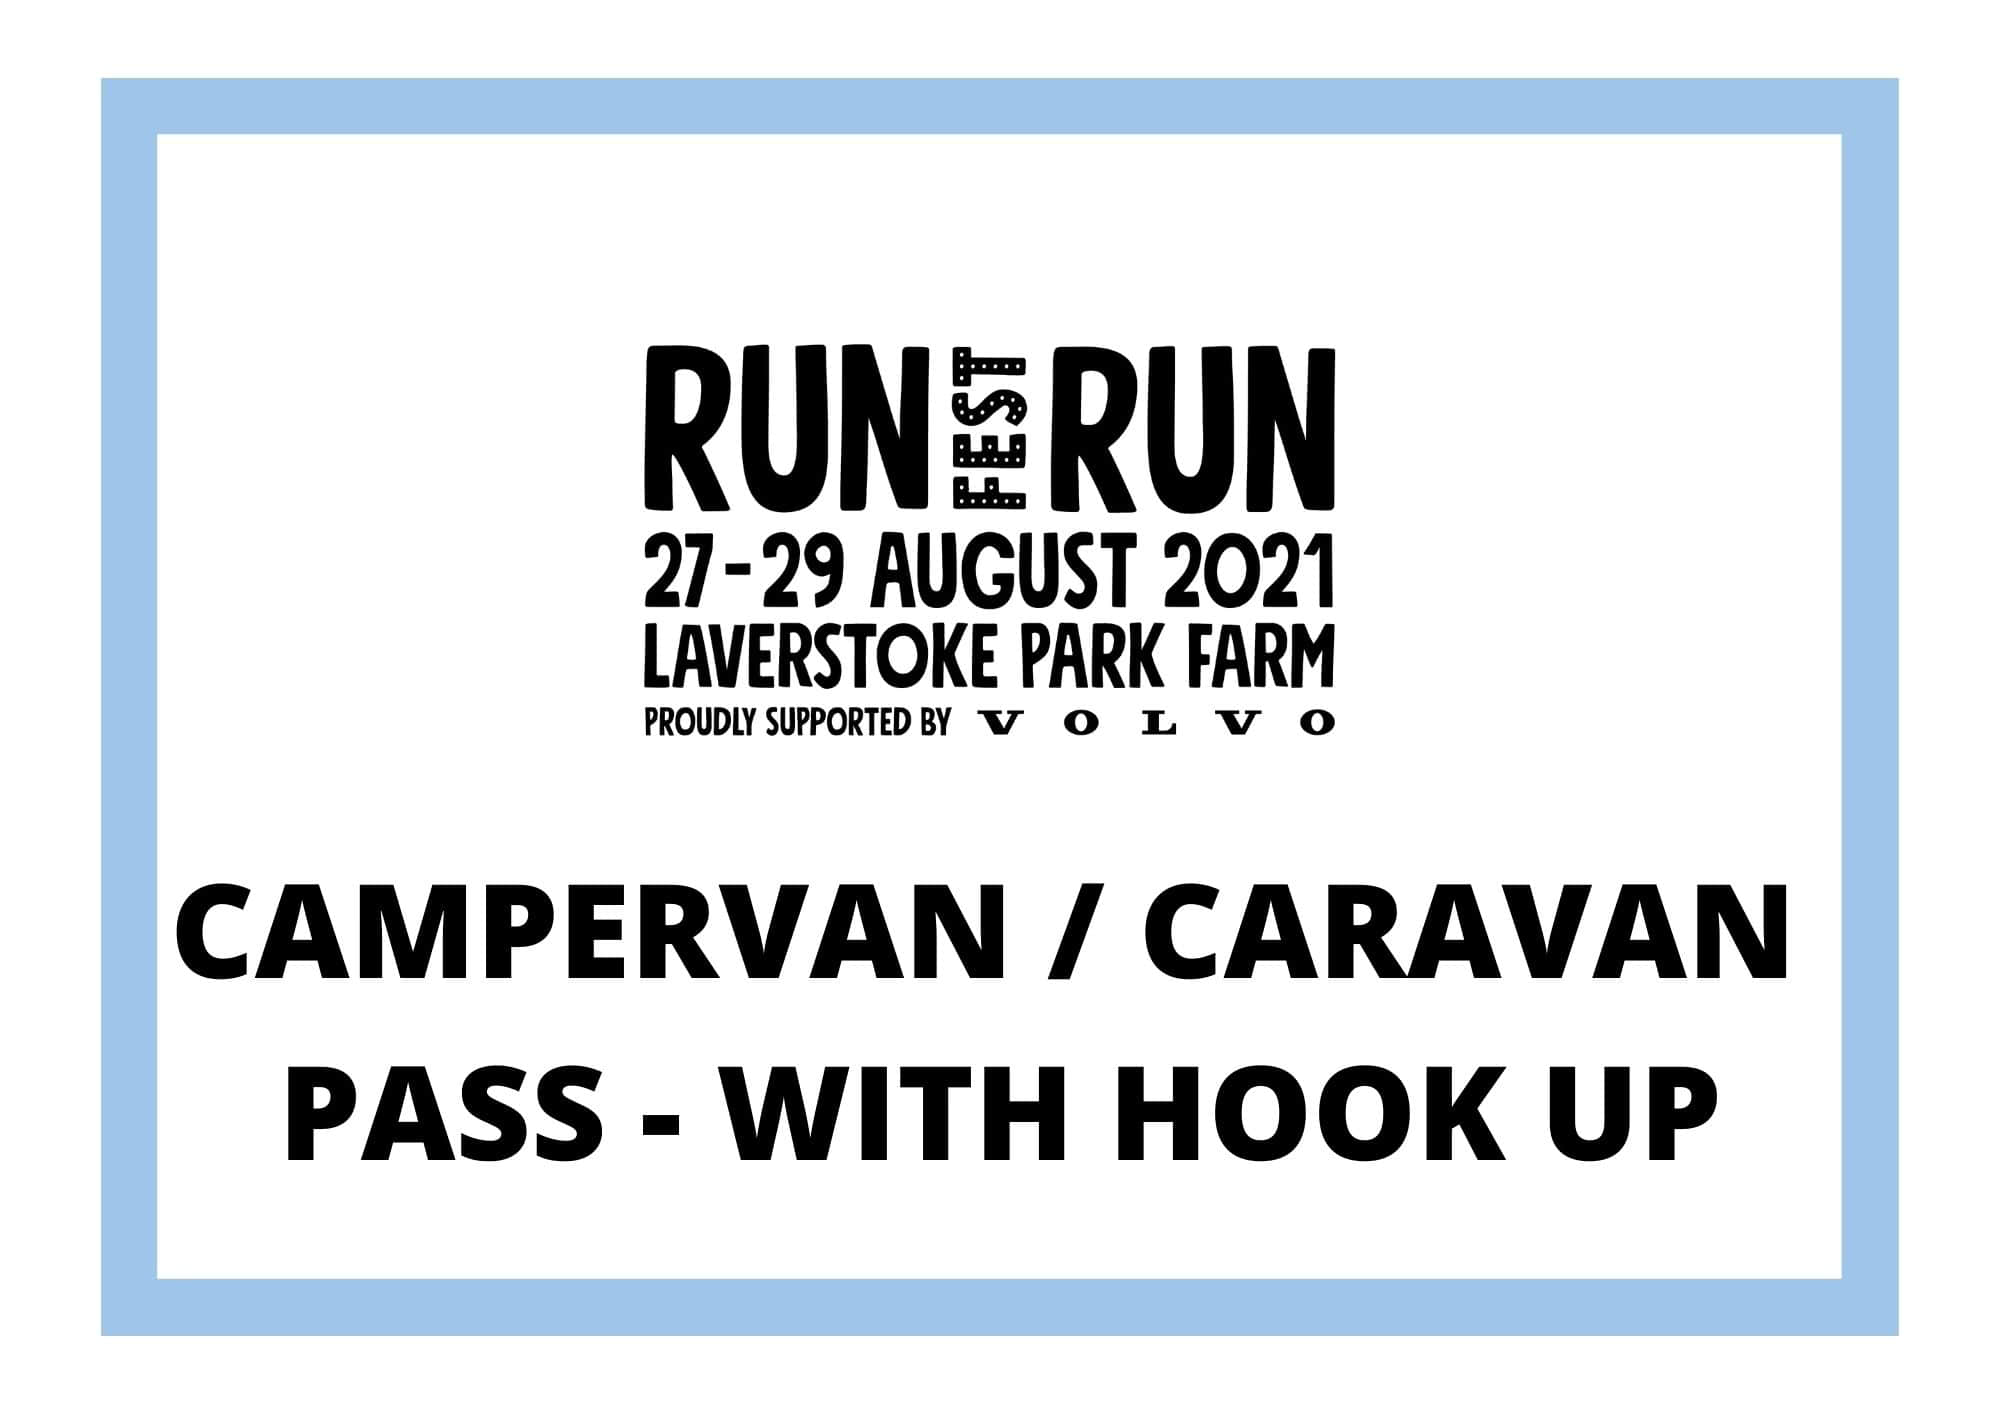 RUN FEST RUN
27-29 AUGUST 2021
LAVERSTOKE PARK FARM
PROUDLY SUPPORTED BY VOLVO
CAMPERVAN / CARAVAN
PASS - WITH HOOK UP